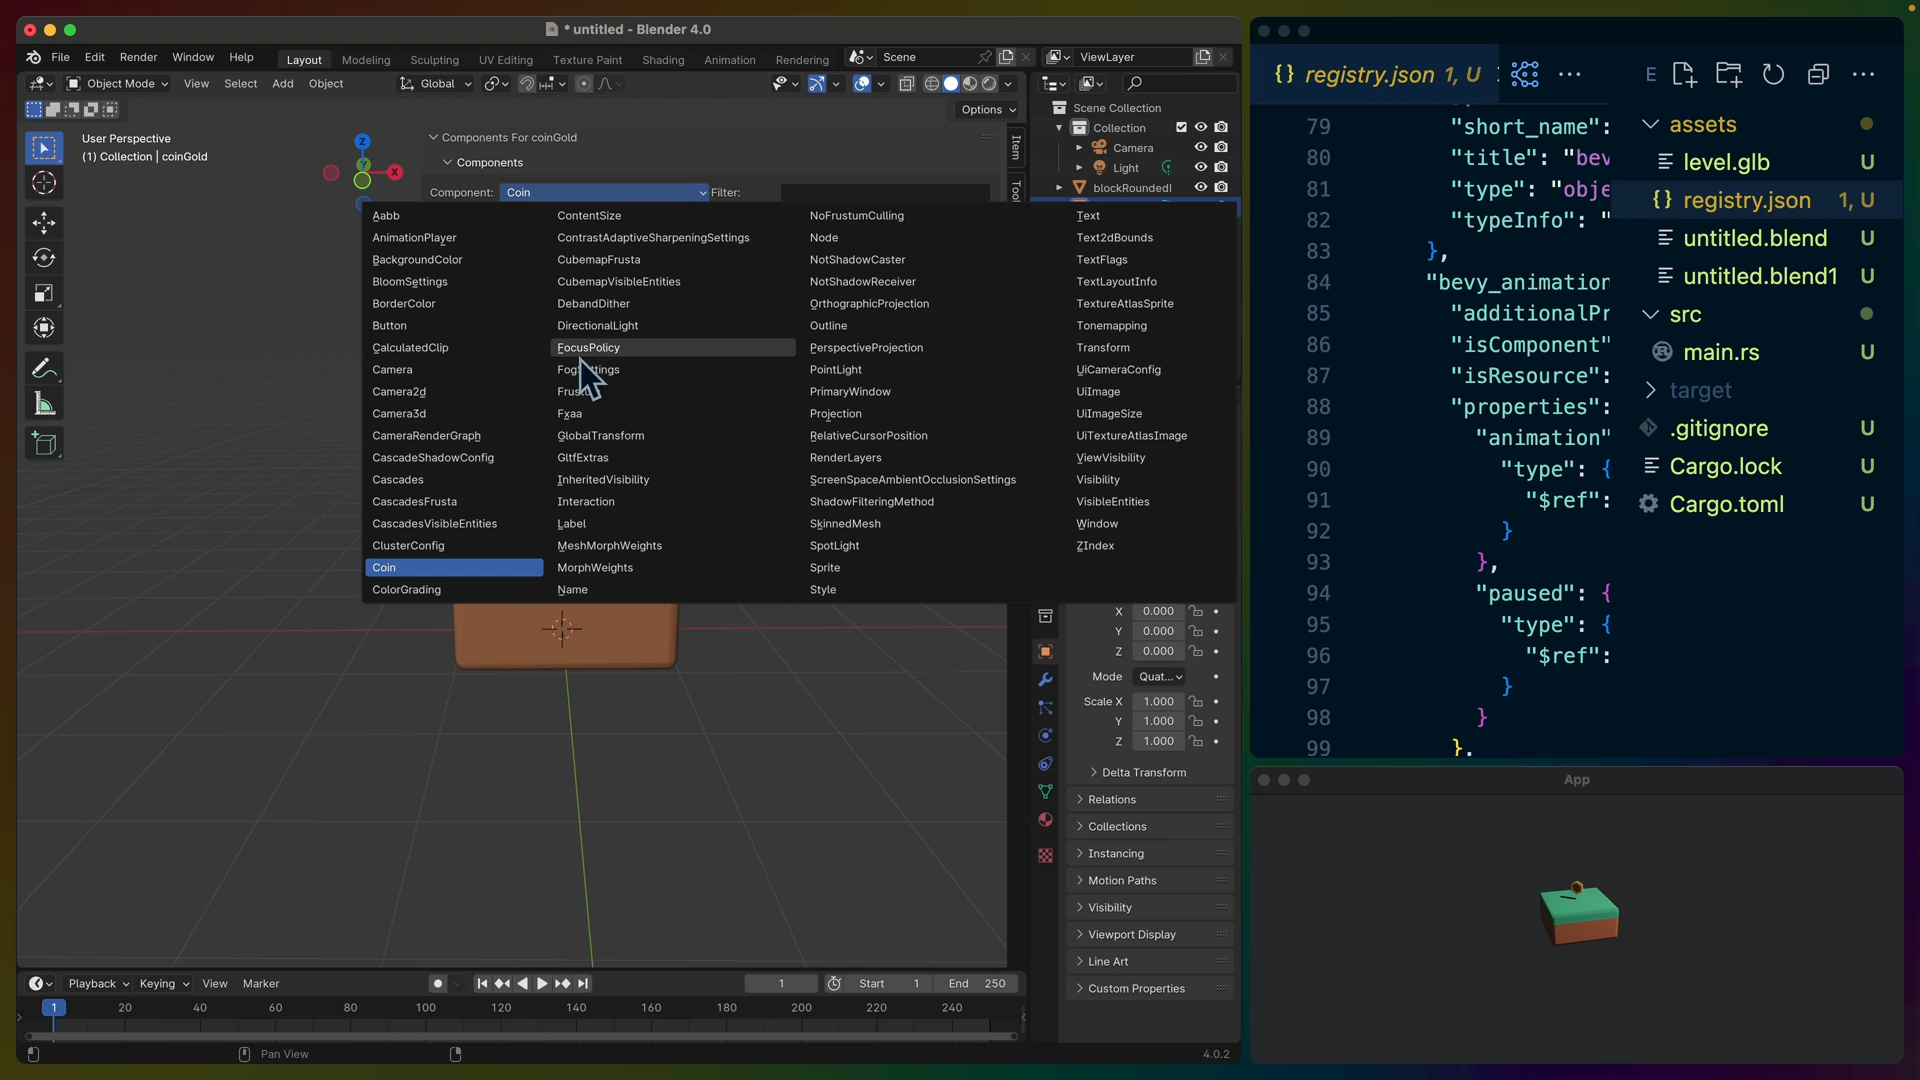 * untitled - Blender 4.0
File Edit Render Window Help Layout Modeling Sculpting UV Editing Texture Paint Shading Animation Rendering Scene ViewLayer
Object Mode View Select Add Object Global
Options
User Perspective
(1) Collection | coinGold
Components For coinGold
Components
Component: Coin Filter:
Item
Tool
Z
Y
X
Aabb
AnimationPlayer
BackgroundColor
BloomSettings
BorderColor
Button
CalculatedClip
Camera
Camera2d
Camera3d
CameraRenderGraph
CascadeShadowConfig
Cascades
CascadesFrusta
CascadesVisibleEntities
ClusterConfig
Coin
ColorGrading
ContentSize
ContrastAdaptiveSharpeningSettings
CubemapFrusta
CubemapVisibleEntities
DebandDither
DirectionalLight
FocusPolicy
Fxaa
GlobalTransform
GltfExtras
InheritedVisibility
Interaction
Label
MeshMorphWeights
MorphWeights
Name
NoFrustumCulling
Node
NotShadowCaster
NotShadowReceiver
OrthographicProjection
Outline
PerspectiveProjection
PointLight
PrimaryWindow
Projection
RelativeCursorPosition
RenderLayers
ScreenSpaceAmbientOcclusionSettings
ShadowFilteringMethod
SkinnedMesh
SpotLight
Sprite
Style
Text
Text2dBounds
TextFlags
TextLayoutInfo
TextureAtlasSprite
Tonemapping
Transform
UiCameraConfig
UiImage
UiImageSize
UiTextureAtlasImage
ViewVisibility
Visibility
VisibleEntities
Window
ZIndex
Scene Collection
Collection
Camera
Light
blockRoundedl
X 0.000
Y 0.000
Z 0.000
Mode Quat...
Scale X 1.000
Y 1.000
Z 1.000
Delta Transform
Relations
Collections
Instancing
Motion Paths
Visibility
Viewport Display
Line Art
Custom Properties
Playback Keying View Marker 1 Start 1 End 250
1 20 40 60 80 100 120 140 160 180 200 220 240
Pan View 4.0.2
{} registry.json 1, U
79 "short_name":
80 "title": "bev
81 "type": "obje
82 "typeInfo": "
83 },
84 "bevy_animation
85 "additionalPr
86 "isComponent"
87 "isResource":
88 "properties":
89 "animation"
90 "type": {
91 "$ref":
92 }
93 },
94 "paused": {
95 "type": {
96 "$ref":
97 }
98 }
99 },
E
assets
level.glb U
{} registry.json 1, U
untitled.blend U
untitled.blend1 U
src
main.rs U
target
.gitignore U
Cargo.lock U
Cargo.toml U
App